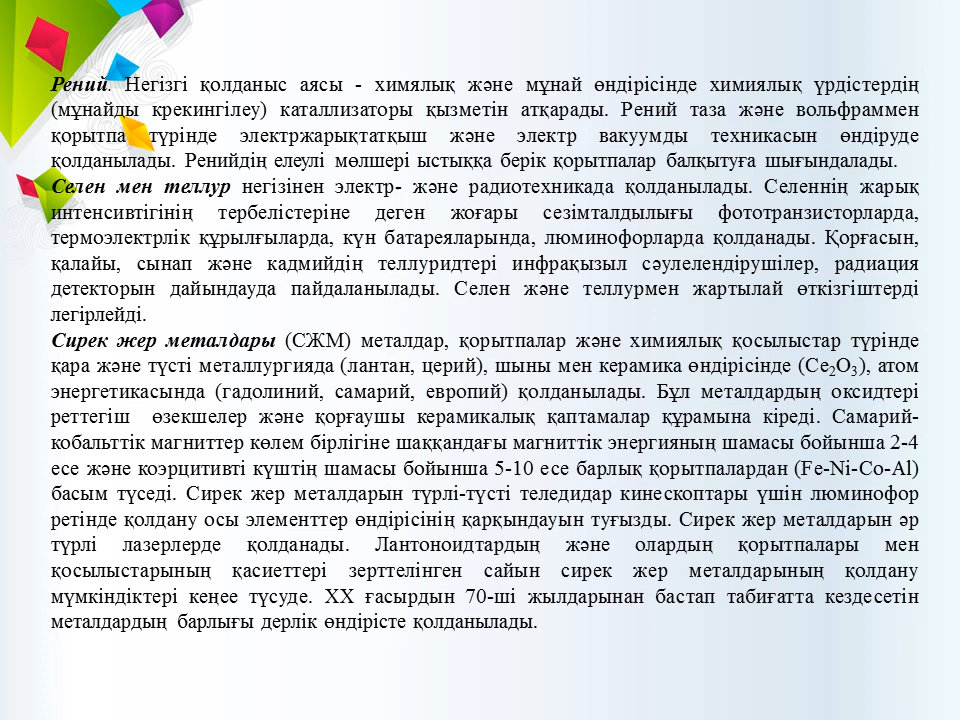 Рений. Негізгі қолданыс аясы - химялық және мұнай өндірісінде химиялық үрдістердің
(мұнайды крекингілеу) каталлизаторы қызметін атқарады. Рений таза және вольфраммен
қорытпа түрінде электржарықтатқыш және электр вакуумды техникасын өндіруде
қолданылады. Ренийдің елеулі мөлшері ыстыққа берік қорытпалар балқытуға шығындалады.
Селен мен теллур негізінен электр- және радиотехникада қолданылады. Селеннің жарық
интенсивтігінің тербелістеріне деген жоғары сезімталдылығы фототранзисторларда,
термоэлектрлік құрылғыларда, күн батареяларында, люминофорларда қолданады. Қорғасын,
қалайы, сынап және кадмийдің теллуридтері инфрақызыл сәулелендірушілер, радиация
детекторын дайындауда пайдаланылады. Селен және теллурмен жартылай өткізгіштерді
легірлейді.
Сирек жер металдары (СЖМ) металдар, қорытпалар және химиялық қосылыстар түрінде
қара және түсті металлургияда (лантан, церий), шыны мен керамика өндірісінде (Ce₂O₃), атом
энергетикасында (гадолиний, самарий, европий) қолданылады. Бұл металдардың оксидтері
реттегіш өзекшелер және қорғаушы керамикалық қаптамалар құрамына кіреді. Самарий-
кобальттік магниттер көлем бірлігіне шаққандағы магниттік энергияның шамасы бойынша 2-4
есе және коэрцитивті күштің шамасы бойынша 5-10 есе барлық қорытпалардан (Fe-Ni-Co-Al)
басым түседі. Сирек жер металдарын түрлі-түсті теледидар кинескоптары үшін люминофор
ретінде қолдану осы элементтер өндірісінің қарқындауын туғызды. Сирек жер металдарын әр
түрлі лазерлерде қолданады. Лантоноидтардың және олардың қорытпалары мен
қосылыстарының қасиеттері зерттелінген сайын сирек жер металдарының қолдану
мүмкіндіктері кеңее түсуде. ХХ ғасырдын 70-ші жылдарынан бастап табиғатта кездесетін
металдардың барлығы дерлік өндірісте қолданылады.